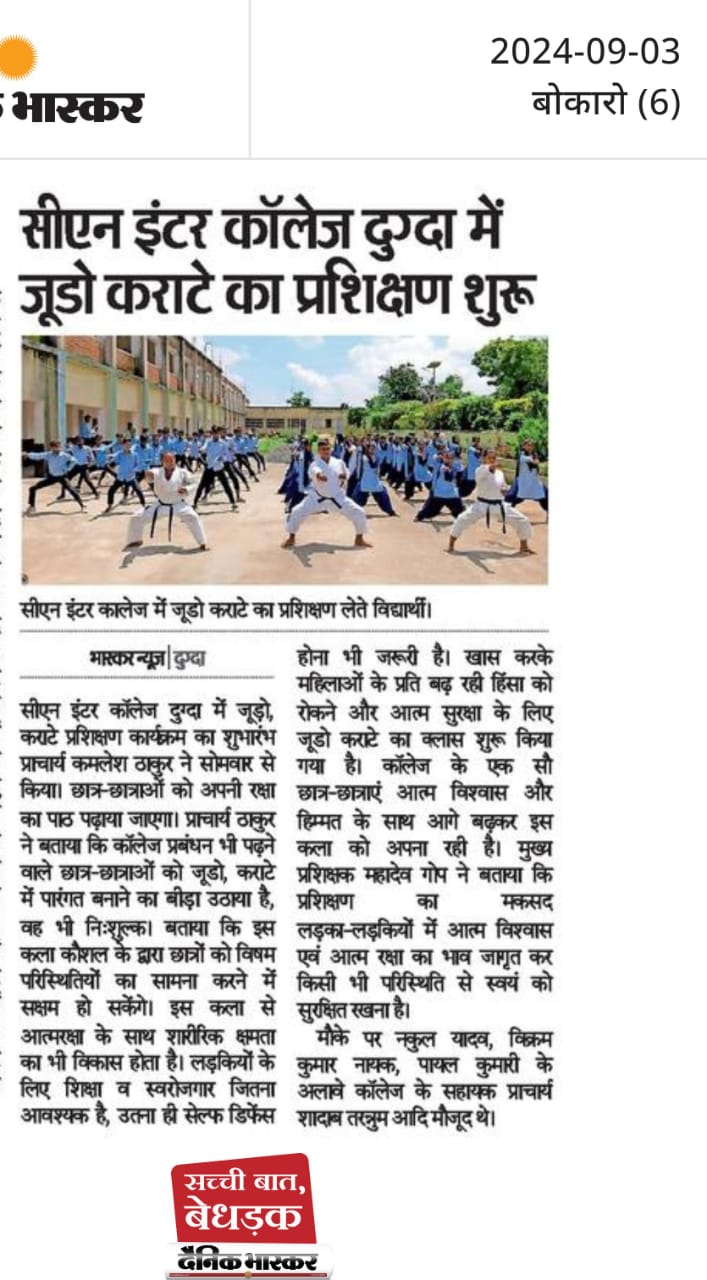 भास्कर
2024-09-03
बोकारो (6)
सीएन इंटर कॉलेज दुग्दा में
जूडो कराटे का प्रशिक्षण शुरू
सीएन इंटर कालेज में जूडो कराटे का प्रशिक्षण लेते विद्यार्थी।
भास्कर न्यूज|दुग्दा
सीएन इंटर कॉलेज दुग्दा में जूड़ो,
कराटे प्रशिक्षण कार्यक्रम का शुभारंभ
प्राचार्य कमलेश ठाकुर ने सोमवार से
किया। छात्र-छात्राओं को अपनी रक्षा
का पाठ पढ़ाया जाएगा। प्राचार्य ठाकुर
ने बताया कि कॉलेज प्रबंधन भी पढ़ने
वाले छात्र-छात्राओं को जूडो, कराटे
में पारंगत बनाने का बीड़ा उठाया है,
वह भी निःशुल्क। बताया कि इस
कला कौशल के द्वारा छात्रों को विषम
परिस्थितियों का सामना करने में
सक्षम हो सकेंगे। इस कला से
आत्मरक्षा के साथ शारीरिक क्षमता
का भी विकास होता है। लड़कियों के
लिए शिक्षा व स्वरोजगार जितना
आवश्यक है, उतना ही सेल्फ डिफेंस
होना भी जरूरी है। खास करके
महिलाओं के प्रति बढ़ रही हिंसा को
रोकने और आत्म सुरक्षा के लिए
जूडो कराटे का क्लास शुरू किया
गया है। कॉलेज के एक सौ
छात्र-छात्राएं आत्म विश्वास और
हिम्मत के साथ आगे बढ़कर इस
कला को अपना रही है। मुख्य
प्रशिक्षक महादेव गोप ने बताया कि
प्रशिक्षण का मकसद
लड़का-लड़कियों में आत्म विश्वास
एवं आत्म रक्षा का भाव जागृत कर
किसी भी परिस्थिति से स्वयं को
सुरक्षित रखना है।
मौके पर नकुल यादव, विक्रम
कुमार नायक, पायल कुमारी के
अलावे कॉलेज के सहायक प्राचार्य
शादाब तरन्नुम आदि मौजूद थे।
सच्ची बात,
बेधड़क
दैनिक भास्कर